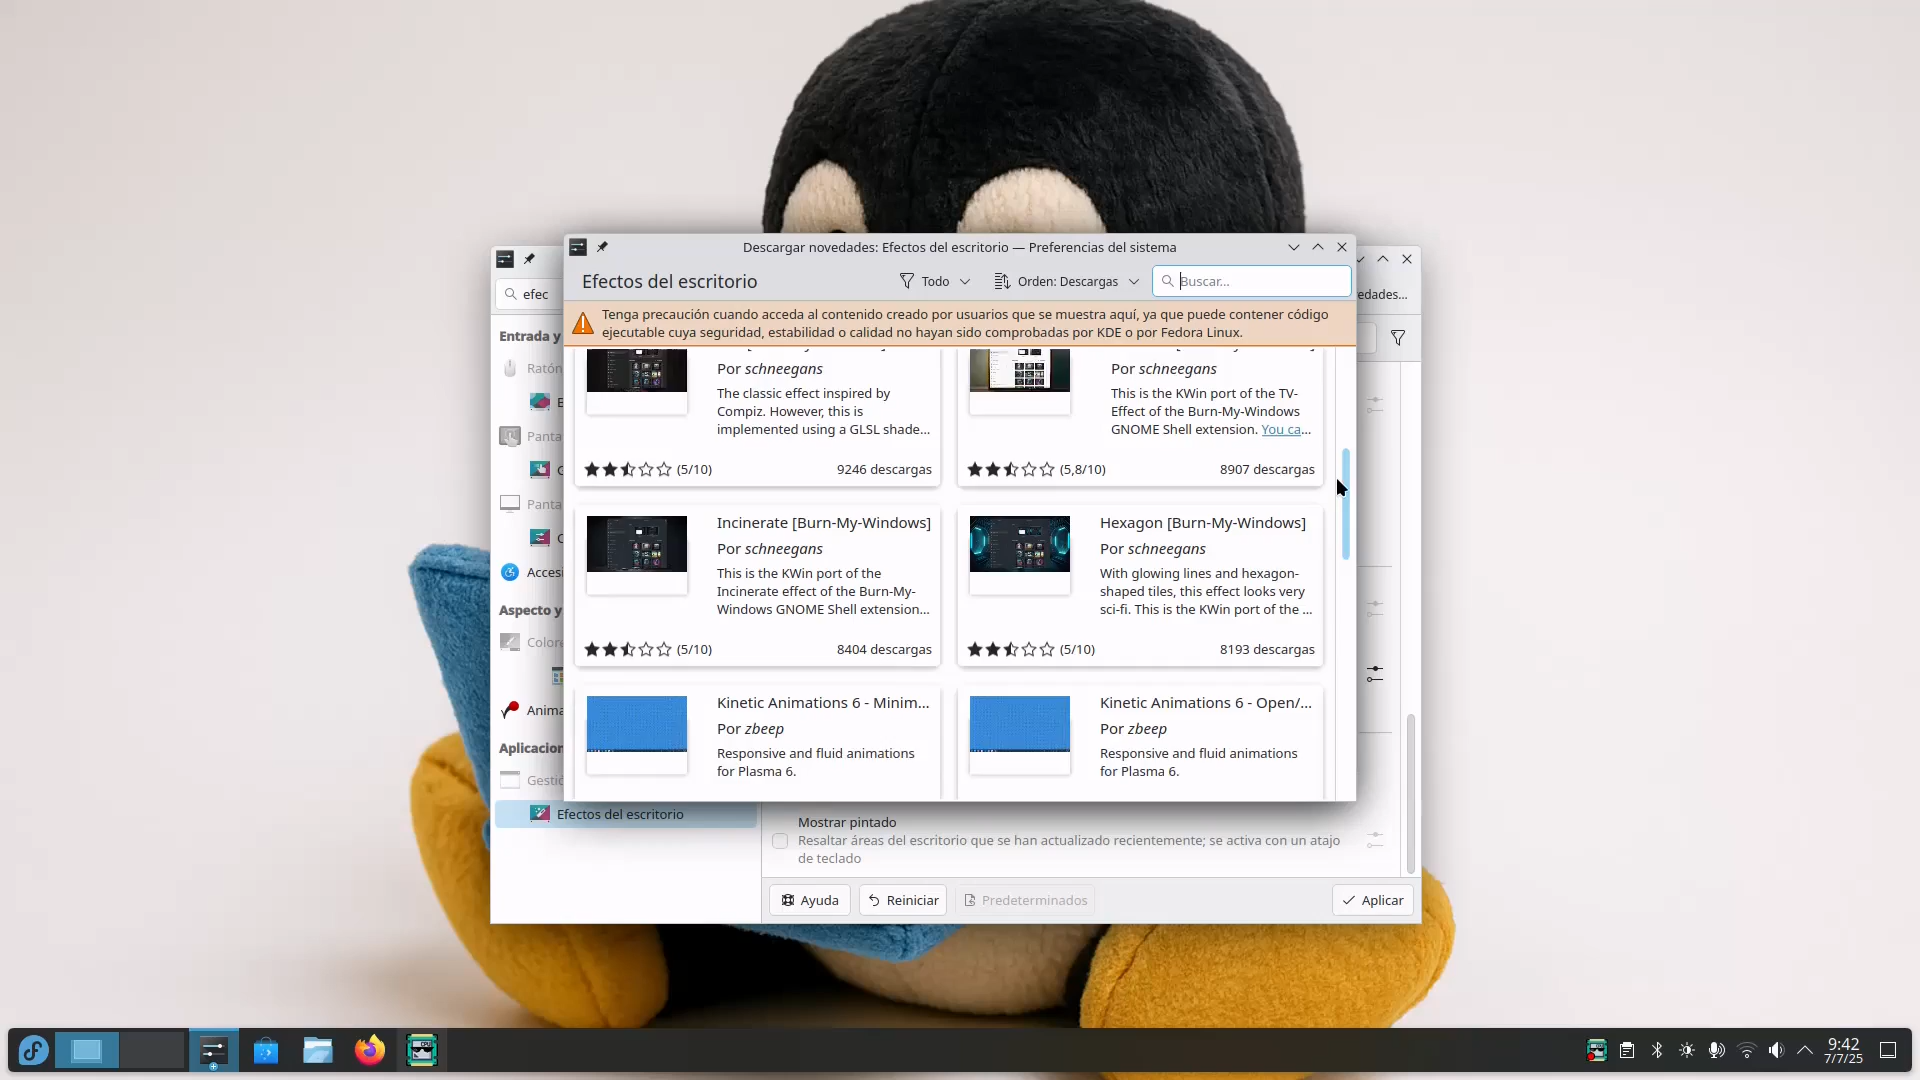 Descargar novedades: Efectos del escritorio — Preferencias del sistema
Efectos del escritorio
Todo
Orden: Descargas
Buscar...
efec
edades...
Tenga precaución cuando acceda al contenido creado por usuarios que se muestra aquí, ya que puede contener código
ejecutable cuya seguridad, estabilidad o calidad no hayan sido comprobadas por KDE o por Fedora Linux.
Entrada y
Ratón
Panta
Panta
Acces
Aspecto y
Colore
Anima
Aplicacion
Gestió
Efectos del escritorio
Por schneegans
The classic effect inspired by
Compiz. However, this is
implemented using a GLSL shade...
(5/10)
9246 descargas
Por schneegans
This is the KWin port of the TV-
Effect of the Burn-My-Windows
GNOME Shell extension. You ca...
(5,8/10)
8907 descargas
Incinerate [Burn-My-Windows]
Por schneegans
This is the KWin port of the
Incinerate effect of the Burn-My-
Windows GNOME Shell extension...
(5/10)
8404 descargas
Hexagon [Burn-My-Windows]
Por schneegans
With glowing lines and hexagon-
shaped tiles, this effect looks very
sci-fi. This is the KWin port of the ...
(5/10)
8193 descargas
Kinetic Animations 6 - Minim...
Por zbeep
Responsive and fluid animations
for Plasma 6.
Kinetic Animations 6 - Open/...
Por zbeep
Responsive and fluid animations
for Plasma 6.
Mostrar pintado
Resaltar áreas del escritorio que se han actualizado recientemente; se activa con un atajo
de teclado
Ayuda
Reiniciar
Predeterminados
Aplicar
CPU
9:42
7/7/25